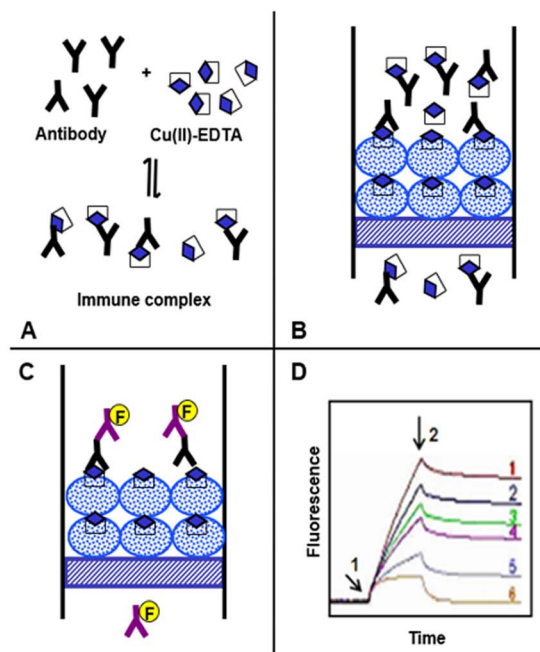 +
Antibody
Cu(II)-EDTA
Immune complex
A
B
C
F
F
F
D
Fluorescence
2
1
1
2
3
4
5
6
Time